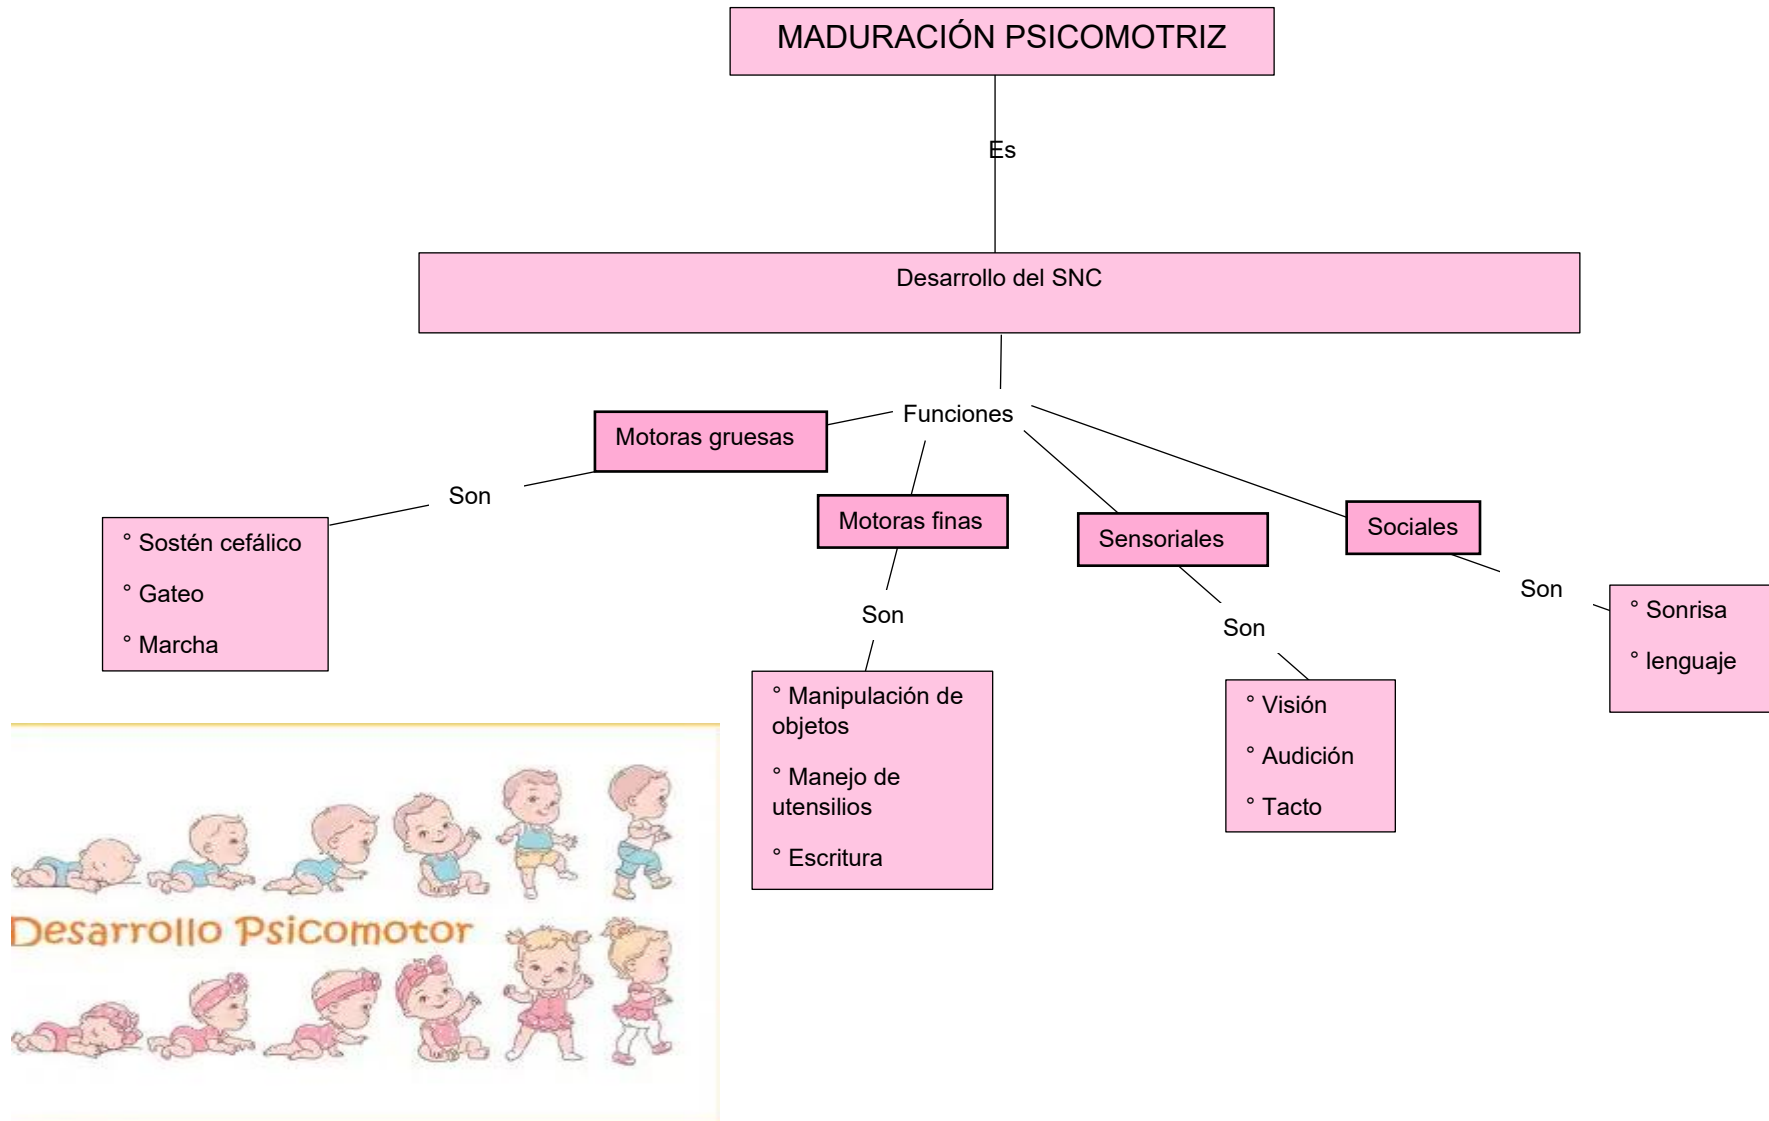 MADURACIÓN PSICOMOTRIZ
Es
Desarrollo del SNC
Funciones
Motoras gruesas
Son
° Sostén cefálico
° Gateo
° Marcha
Motoras finas
Son
° Manipulación de
objetos
° Manejo de
utensilios
° Escritura
Sensoriales
Son
° Visión
° Audición
° Tacto
Sociales
Son
° Sonrisa
° lenguaje
Desarrollo Psicomotor